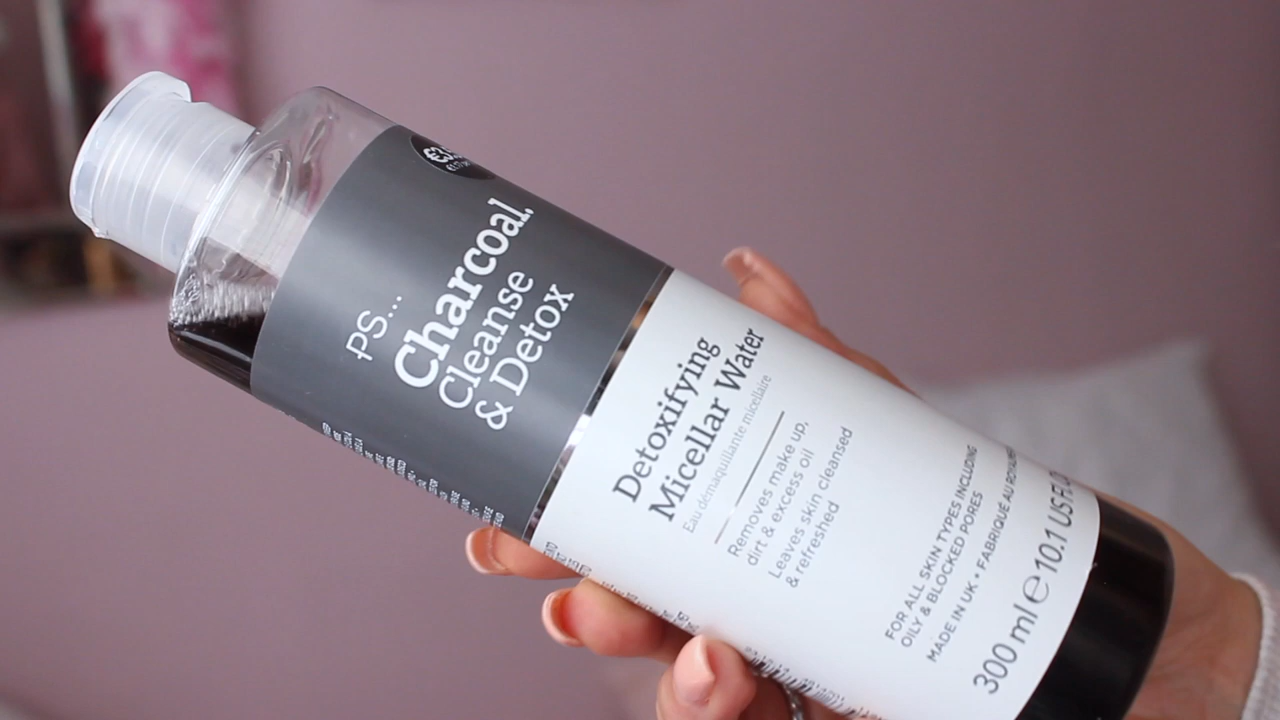 PS...
Charcoal
Cleanse
& Detox
Detoxifying
Micellar Water
Eau démaquillante micellaire
Removes make up,
dirt & excess oil
Leaves skin cleansed
& refreshed
FOR ALL SKIN TYPES INCLUDING
OILY & BLOCKED PORES
MADE IN UK • FABRIQUÉ AU
300 ml ℮ 10.1 US